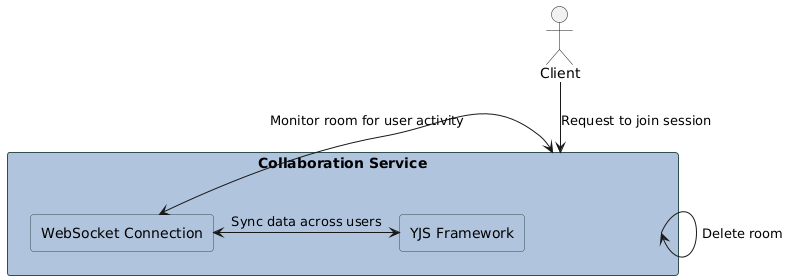 Client
Monitor room for user activity
Request to join session
Collaboration Service
WebSocket Connection
Sync data across users
YJS Framework
Delete room